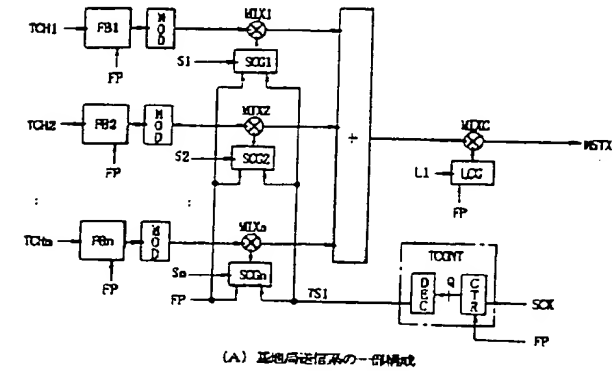 MIX1
TCH1 FB1 MOD
S1 SCG1
FP
MIX2
TCH2 FB2 MOD
S2 SCG2
FP
+
MIXC
MSTX
L1 LCG
FP
: :
MIXn
TCHn FBn MOD
Sn SCGn
FP
FP
TS1
DEC Q CTR
SCK
FP
(A) 基地局送信系の一部構成